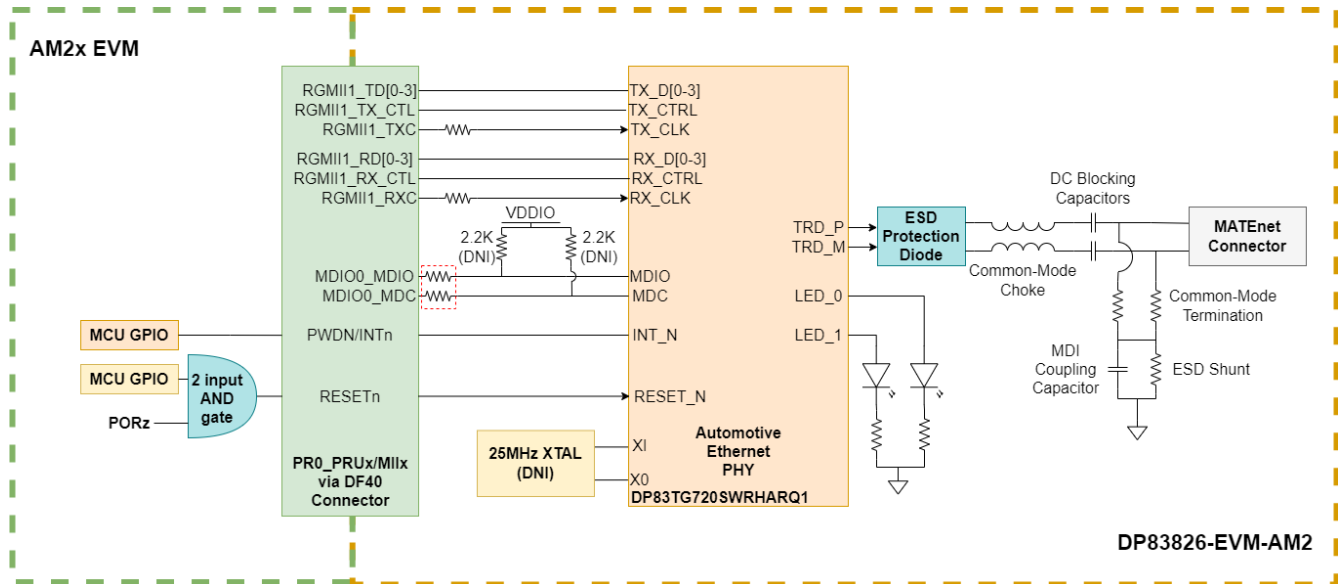 AM2x EVM
RGMII1_TD[0-3]
RGMII1_TX_CTL
RGMII1_TXC
RGMII1_RD[0-3]
RGMII1_RX_CTL
RGMII1_RXC
MDIO0_MDIO
MDIO0_MDC
PWDN/INTn
RESETn
PR0_PRUx/MIIx
via DF40
Connector
MCU GPIO
MCU GPIO
2 input
AND
gate
PORz
VDDIO
2.2K
(DNI)
2.2K
(DNI)
25MHz XTAL
(DNI)
TX_D[0-3]
TX_CTRL
TX_CLK
RX_D[0-3]
RX_CTRL
RX_CLK
MDIO
MDC
INT_N
RESET_N
XI
X0
TRD_P
TRD_M
LED_0
LED_1
Automotive
Ethernet
PHY
DP83TG720SWRHARQ1
ESD
Protection
Diode
DC Blocking
Capacitors
Common-Mode
Choke
MATEnet
Connector
Common-Mode
Termination
MDI
Coupling
Capacitor
ESD Shunt
DP83826-EVM-AM2